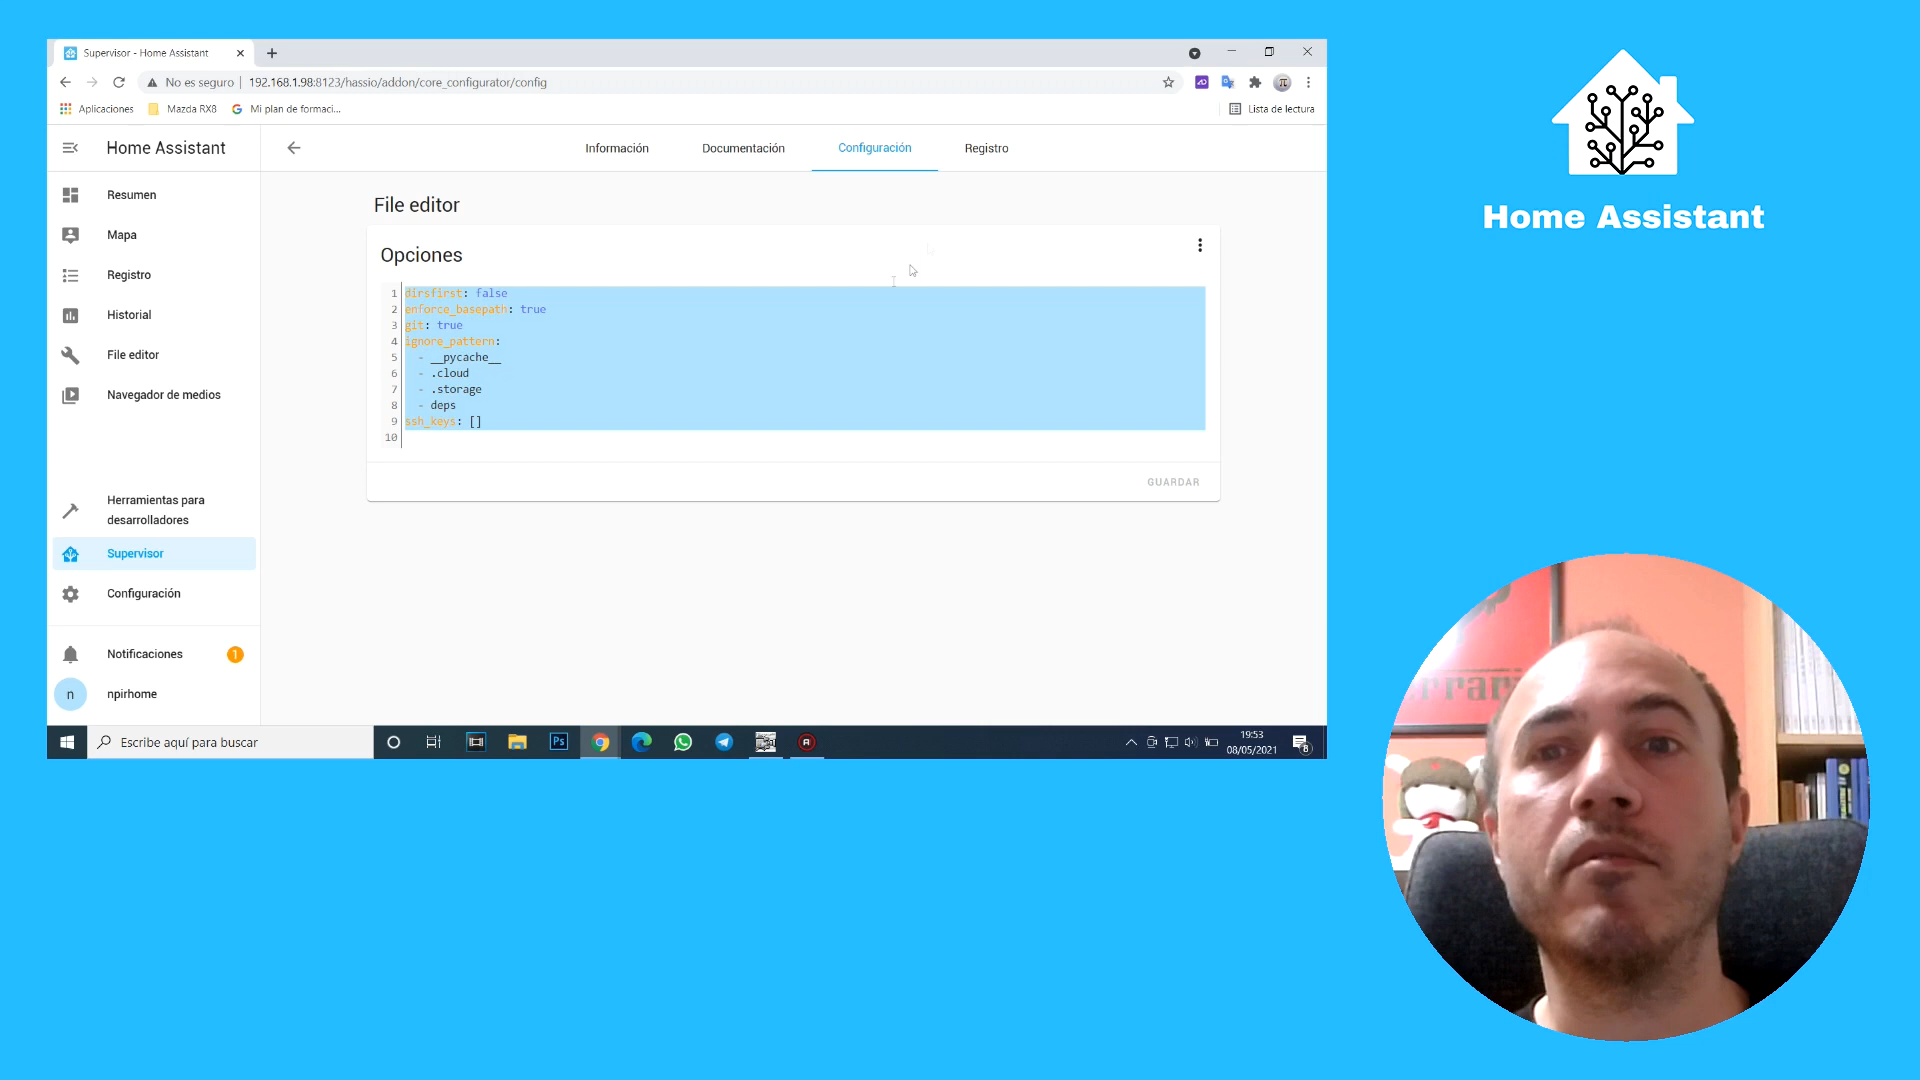 Supervisor - Home Assistant
No es seguro | 192.168.1.98:8123/hassio/addon/core_configurator/config
Aplicaciones Mazda RX8 Mi plan de formaci... Lista de lectura
Home Assistant
Información Documentación Configuración Registro
Resumen
Mapa
Registro
Historial
File editor
Navegador de medios
Herramientas para
desarrolladores
Supervisor
Configuración
Notificaciones 1
n npirhome
File editor
Opciones
1 dirsfirst: false
2 enforce_basepath: true
3 git: true
4 ignore_pattern:
5 - __pycache__
6 - .cloud
7 - .storage
8 - deps
9 ssh_keys: []
10
GUARDAR
Escribe aquí para buscar
Ps
19:53
08/05/2021
8
Home Assistant